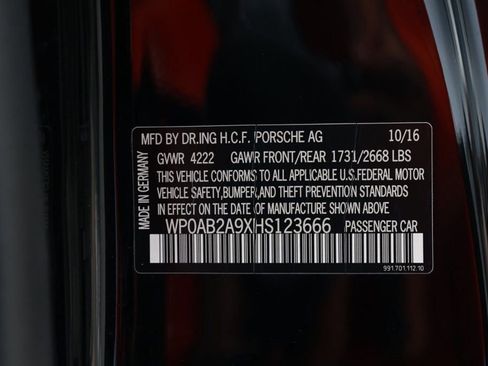 MFD BY DR.ING H.C.F. PORSCHE AG 10/16
GVWR 4222 GAWR FRONT/REAR 1731/2668 LBS
THIS VEHICLE CONFORMS TO ALL APPLICABLE U.S.FEDERAL MOTOR
VEHICLE SAFETY,BUMPER,AND THEFT PREVENTION STANDARDS
IN EFFECT ON THE DATE OF MANUFACTURE SHOWN ABOVE
WP0AB2A9XHS123666 PASSENGER CAR
991.701.112.10
MADE IN GERMANY